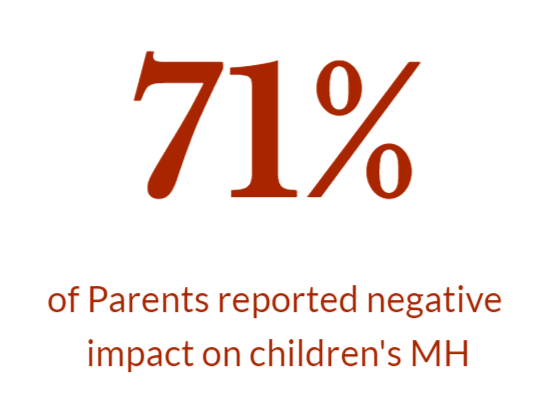 71%
of Parents reported negative
impact on children's MH